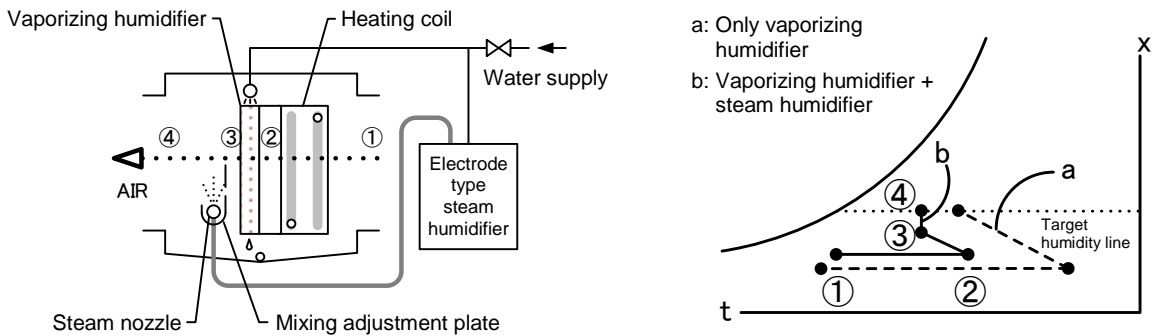 Vaporizing humidifier
Heating coil
Water supply
④
③
②
①
AIR
Electrode
type
steam
humidifier
Steam nozzle
Mixing adjustment plate
a: Only vaporizing
humidifier
b: Vaporizing humidifier +
steam humidifier
x
b
a
④
③
Target
humidity line
①
②
t